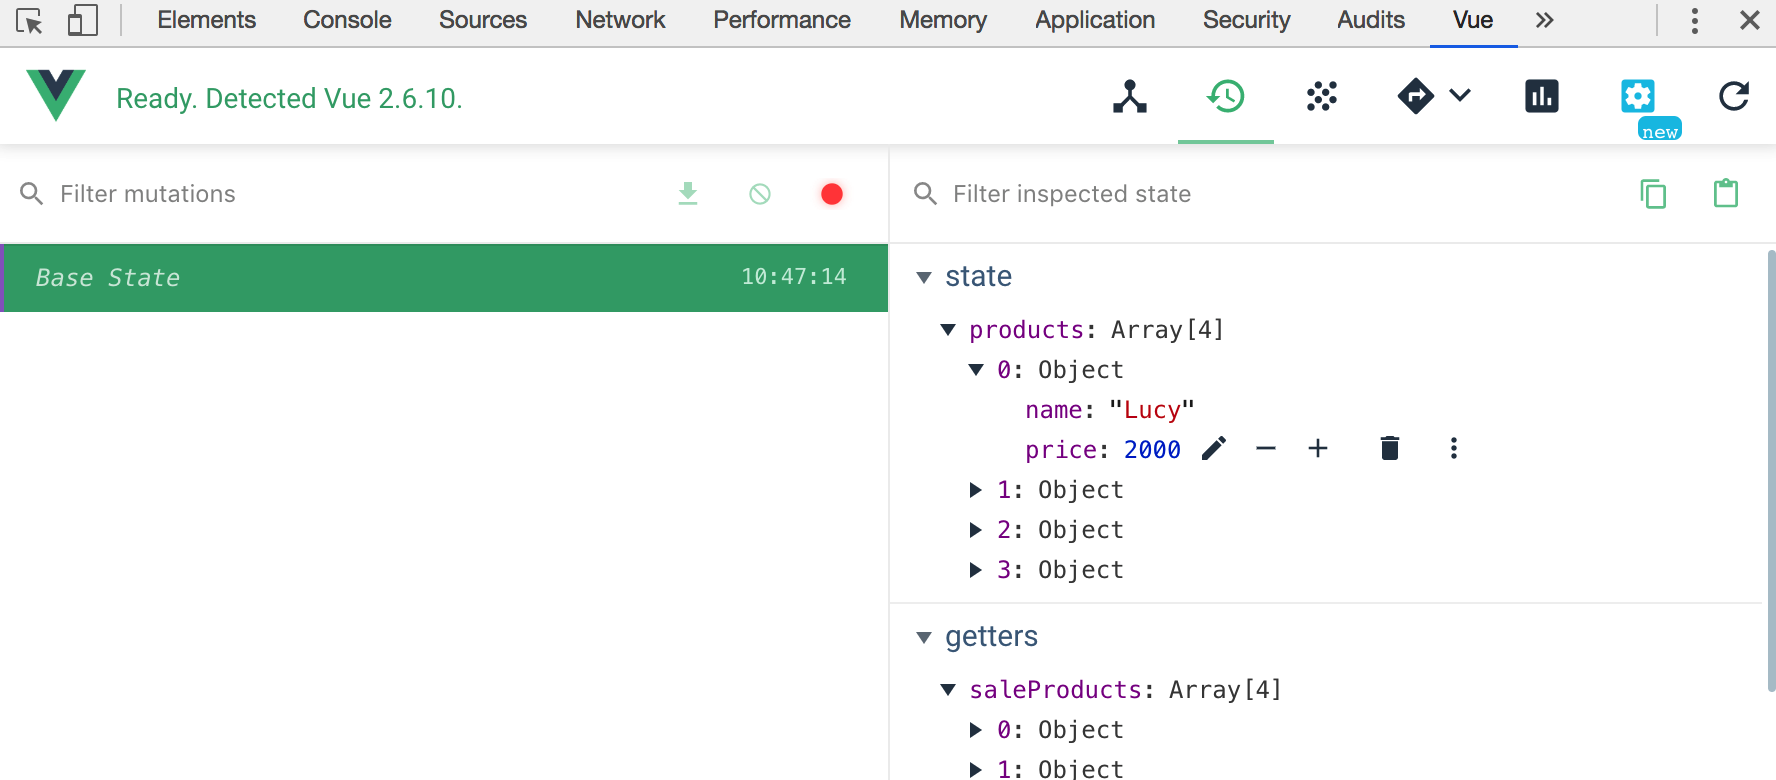 Elements Console Sources Network Performance Memory Application Security Audits Vue
Ready. Detected Vue 2.6.10.
new
Filter mutations
Filter inspected state
Base State 10:47:14
state
products: Array[4]
0: Object
name: "Lucy"
price: 2000
1: Object
2: Object
3: Object
getters
saleProducts: Array[4]
0: Object
1: Object